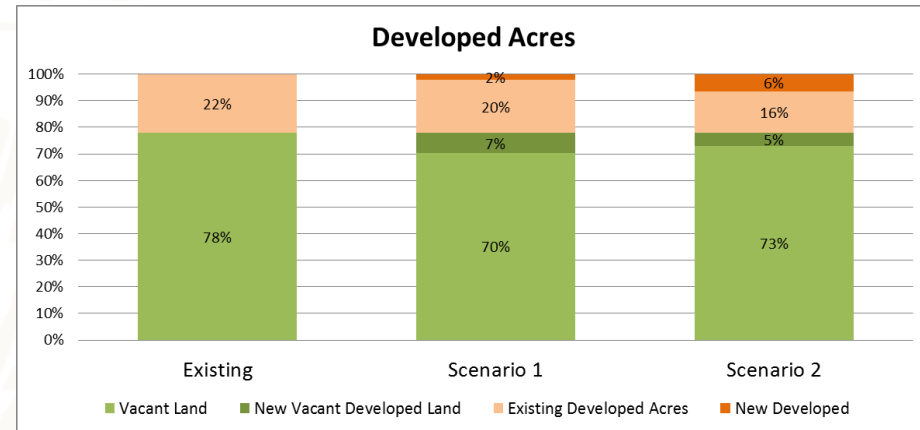 Developed Acres
100%
90%
80%
70%
60%
50%
40%
30%
20%
10%
0%
22%
78%
2%
20%
7%
70%
6%
16%
5%
73%
Existing
Scenario 1
Scenario 2
Vacant Land
New Vacant Developed Land
Existing Developed Acres
New Developed